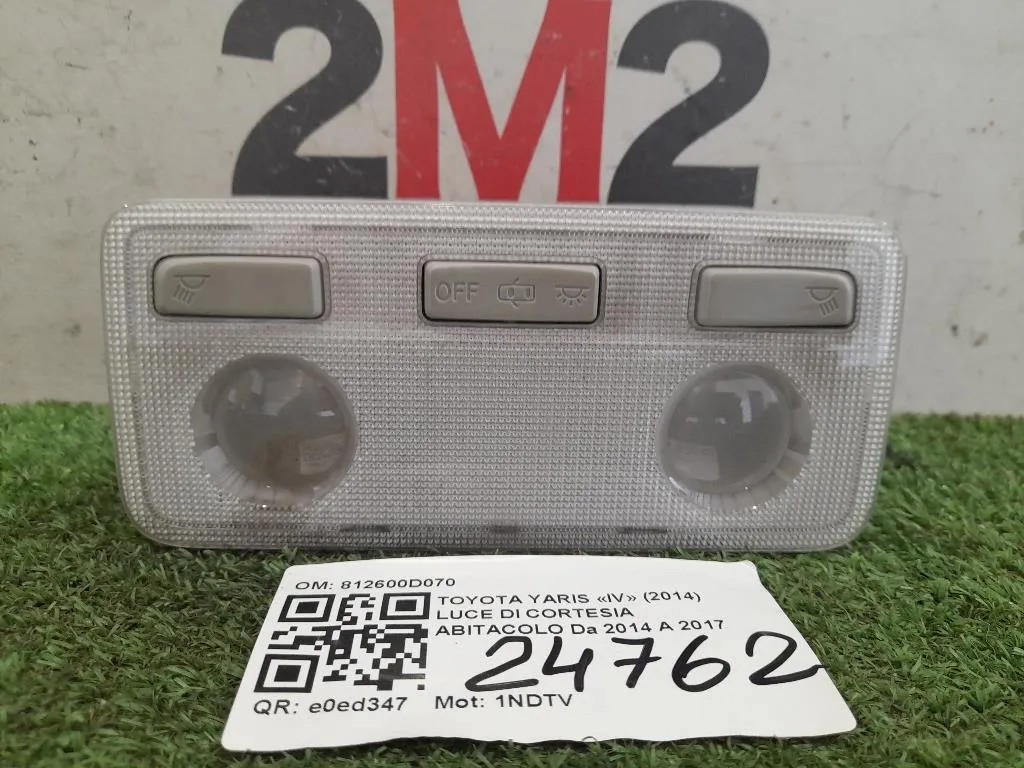 2M2
OFF
OM: 812600D070
TOYOTA YARIS «IV» (2014)
LUCE DI CORTESIA
ABITACOLO Da 2014 A 2017
24762
QR: e0ed347 Mot: 1NDTV